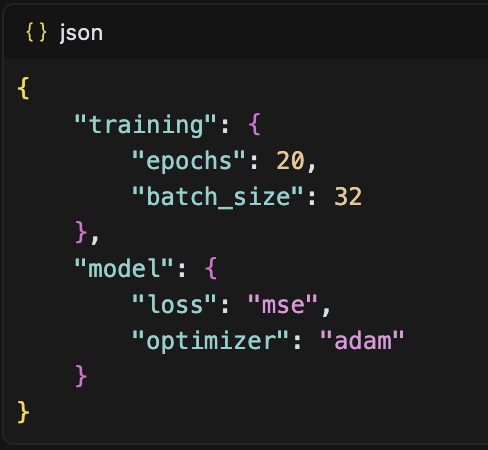 {} json
{
    "training": {
        "epochs": 20,
        "batch_size": 32
    },
    "model": {
        "loss": "mse",
        "optimizer": "adam"
    }
}